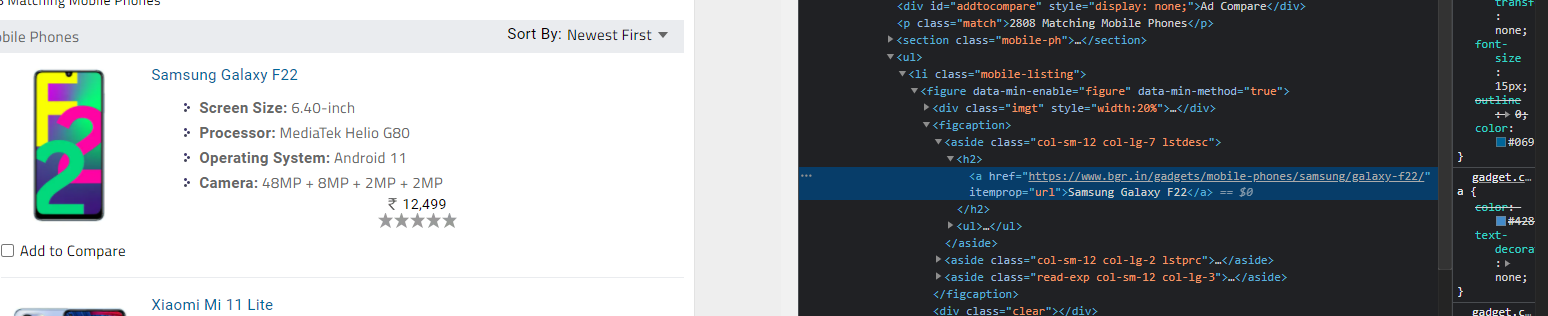 8 Matching Mobile Phones
obile Phones
Sort By: Newest First
Samsung Galaxy F22
Screen Size: 6.40-inch
Processor: MediaTek Helio G80
Operating System: Android 11
Camera: 48MP + 8MP + 2MP + 2MP
₹ 12,499
Add to Compare
Xiaomi Mi 11 Lite
<div id="addtocompare" style="display: none;">Ad Compare</div>
<p class="match">2808 Matching Mobile Phones</p>
<section class="mobile-ph">…</section>
<ul>
<li class="mobile-listing">
<figure data-min-enable="figure" data-min-method="true">
<div class="imgt" style="width:20%">…</div>
<figcaption>
<aside class="col-sm-12 col-lg-7 lstdesc">
<h2>
<a href="https://www.bgr.in/gadgets/mobile-phones/samsung/galaxy-f22/"
itemprop="url">Samsung Galaxy F22</a> == $0
</h2>
<ul>…</ul>
</aside>
<aside class="col-sm-12 col-lg-2 lstprc">…</aside>
<aside class="read-exp col-sm-12 col-lg-3">…</aside>
</figcaption>
<div class="clear"></div>
transf
:
none;
font-
size
:
15px;
outline
: 0;
color:
#069
}
gadget.c…
a {
color:
#428
text-
decora
:
none;
}
gadget.c…